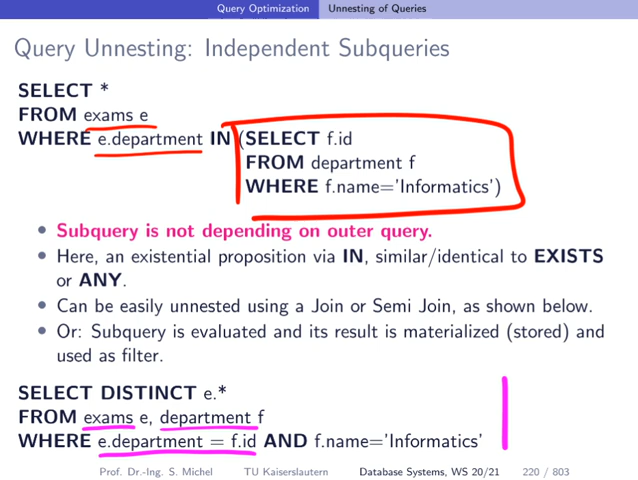 Query Optimization Unnesting of Queries
Query Unnesting: Independent Subqueries
SELECT *
FROM exams e
WHERE e.department IN (SELECT f.id
FROM department f
WHERE f.name='Informatics')
• Subquery is not depending on outer query.
• Here, an existential proposition via IN, similar/identical to EXISTS
or ANY.
• Can be easily unnested using a Join or Semi Join, as shown below.
• Or: Subquery is evaluated and its result is materialized (stored) and
used as filter.
SELECT DISTINCT e.*
FROM exams e, department f
WHERE e.department = f.id AND f.name='Informatics'
Prof. Dr.-Ing. S. Michel TU Kaiserslautern Database Systems, WS 20/21 220 / 803